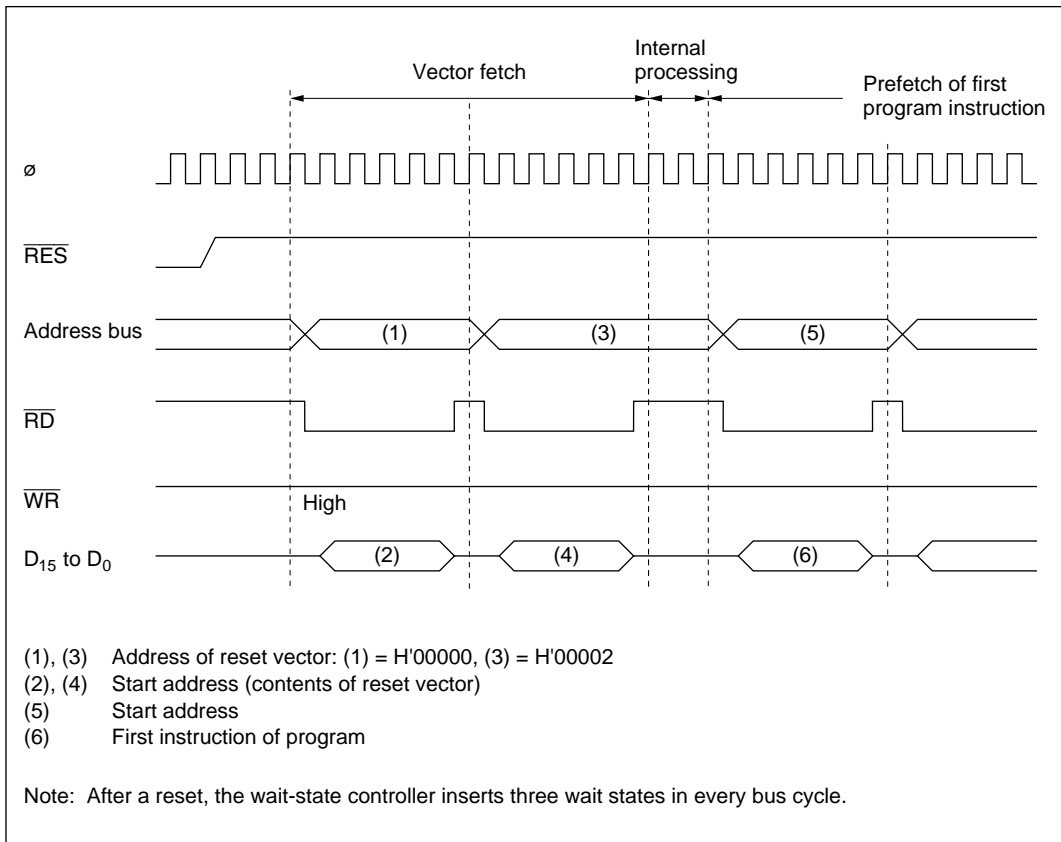 Vector fetch
Internal
processing
Prefetch of first
program instruction
ø
R̅E̅S̅
Address bus
(1)
(3)
(5)
R̅D̅
W̅R̅
High
D₁₅ to D₀
(2)
(4)
(6)
(1), (3) Address of reset vector: (1) = H'00000, (3) = H'00002
(2), (4) Start address (contents of reset vector)
(5) Start address
(6) First instruction of program
Note: After a reset, the wait-state controller inserts three wait states in every bus cycle.